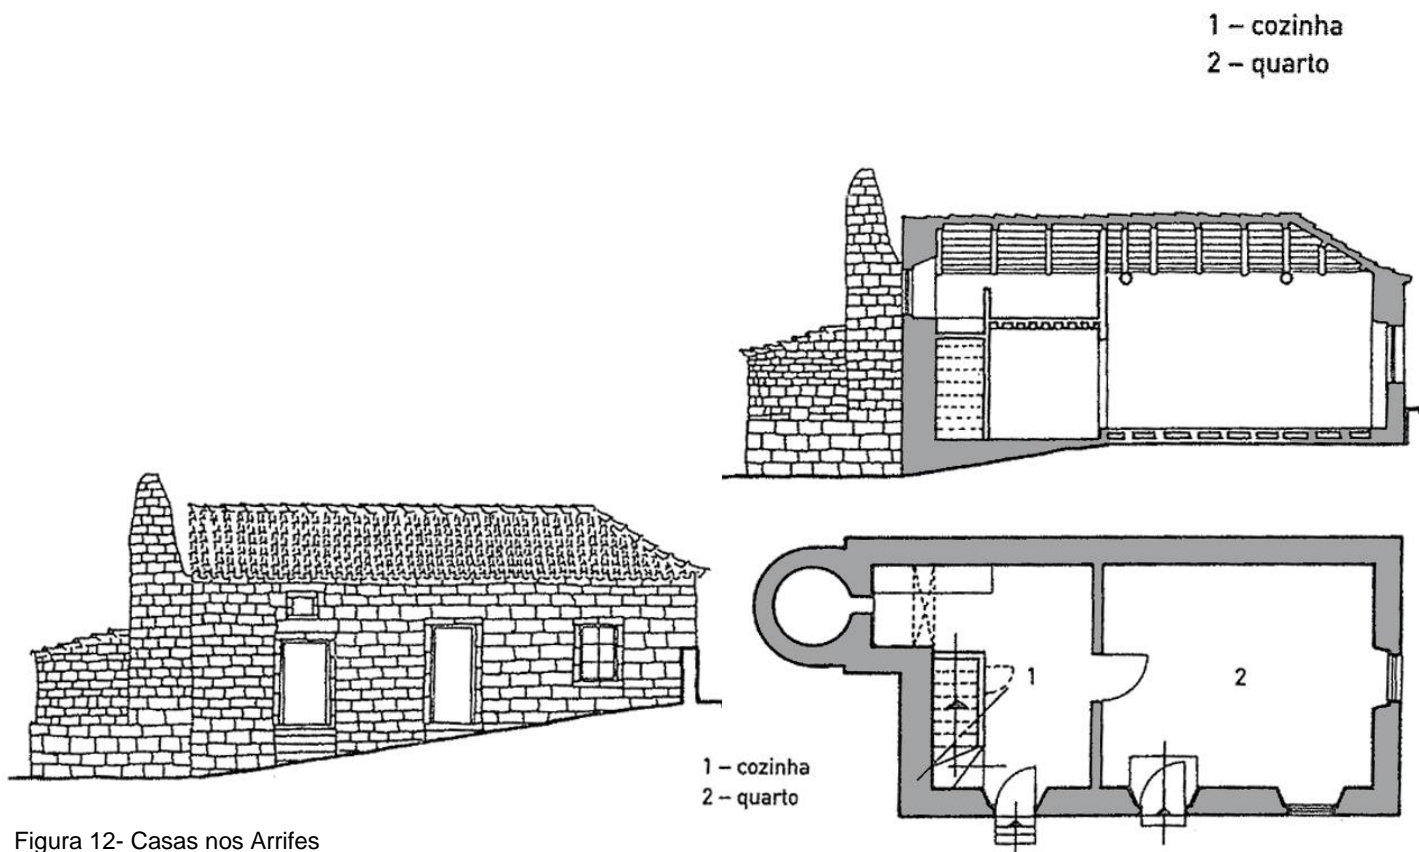 1 – cozinha
2 – quarto
1
2
1 – cozinha
2 – quarto
Figura 12- Casas nos Arrifes